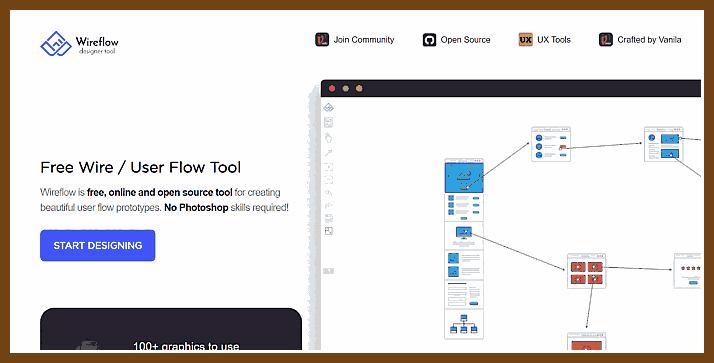 Wireflow
designer tool
Join Community
Open Source
UX
UX Tools
Crafted by Vanila
Free Wire / User Flow Tool
Wireflow is free, online and open source tool for creating
beautiful user flow prototypes. No Photoshop skills required!
START DESIGNING
100+ graphics to use